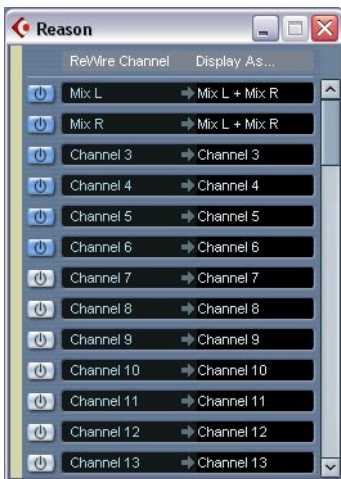 Reason
ReWire Channel Display As...
Mix L Mix L + Mix R
Mix R Mix L + Mix R
Channel 3 Channel 3
Channel 4 Channel 4
Channel 5 Channel 5
Channel 6 Channel 6
Channel 7 Channel 7
Channel 8 Channel 8
Channel 9 Channel 9
Channel 10 Channel 10
Channel 11 Channel 11
Channel 12 Channel 12
Channel 13 Channel 13